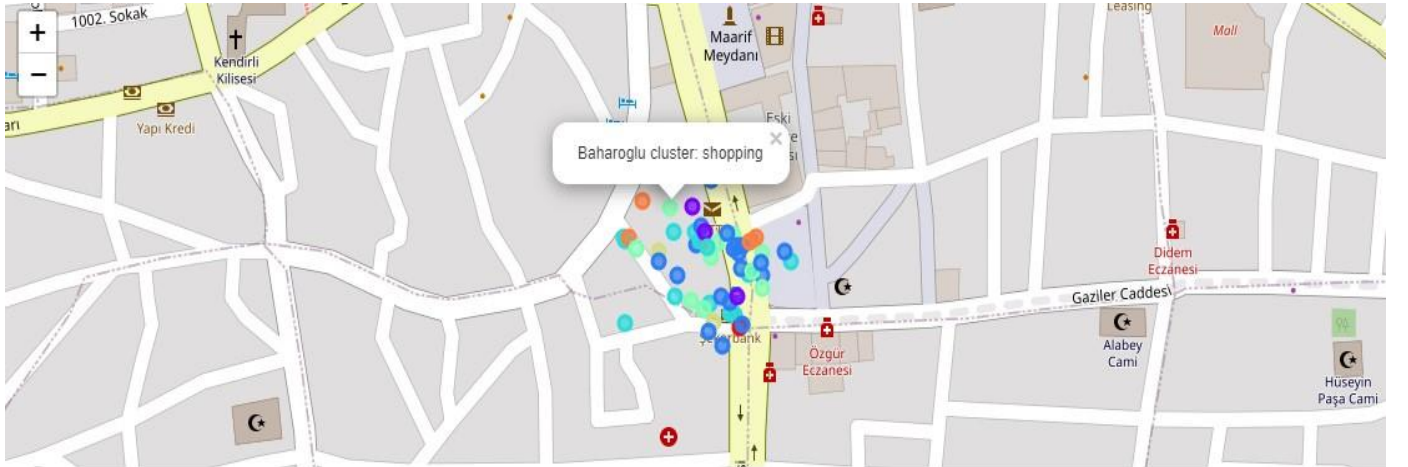 +
−
1002. Sokak
Kendirli
Kilisesi
Yapı Kredi
Maarif
Meydanı
Leasing
Mall
Eski
Baharoglu cluster: shopping
×
Didem
Eczanesi
Gaziler Caddesi
Özgür
Eczanesi
Alabey
Cami
Hüseyin
Paşa Cami